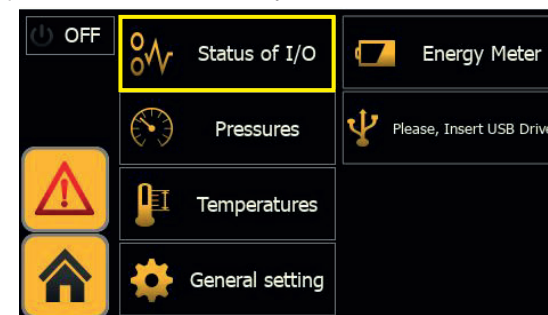 OFF
Status of I/O
Energy Meter
Pressures
Please, Insert USB Drive
Temperatures
General setting